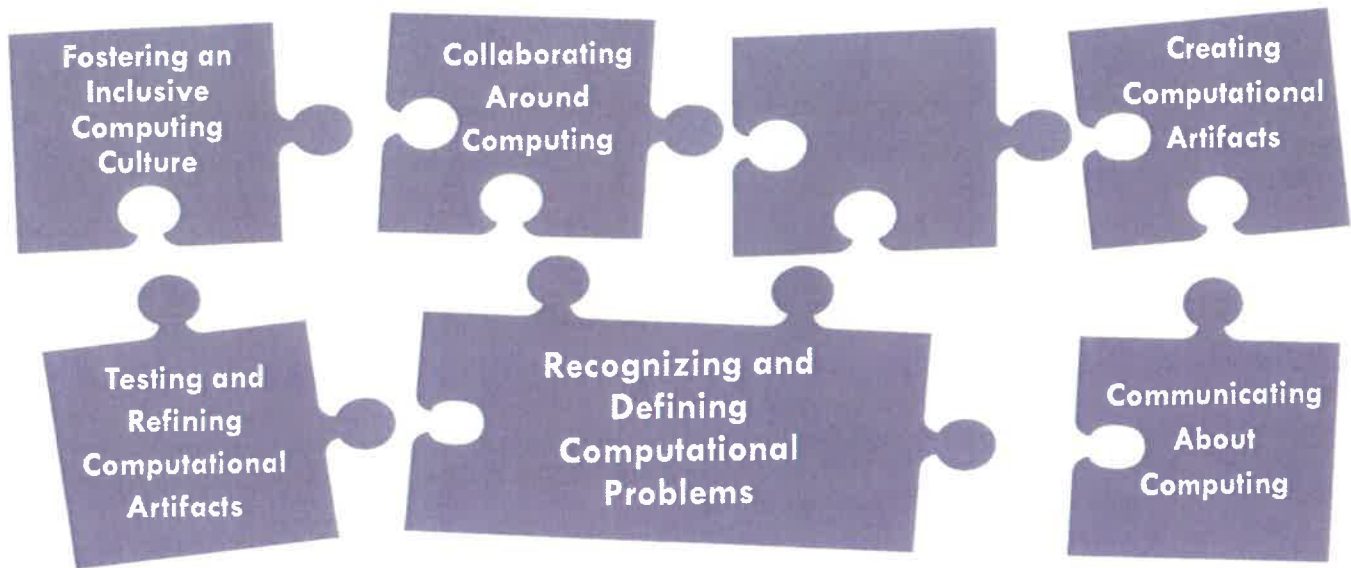 Fostering an
Inclusive
Computing
Culture
Collaborating
Around
Computing
Creating
Computational
Artifacts
Testing and
Refining
Computational
Artifacts
Recognizing and
Defining
Computational
Problems
Communicating
About
Computing